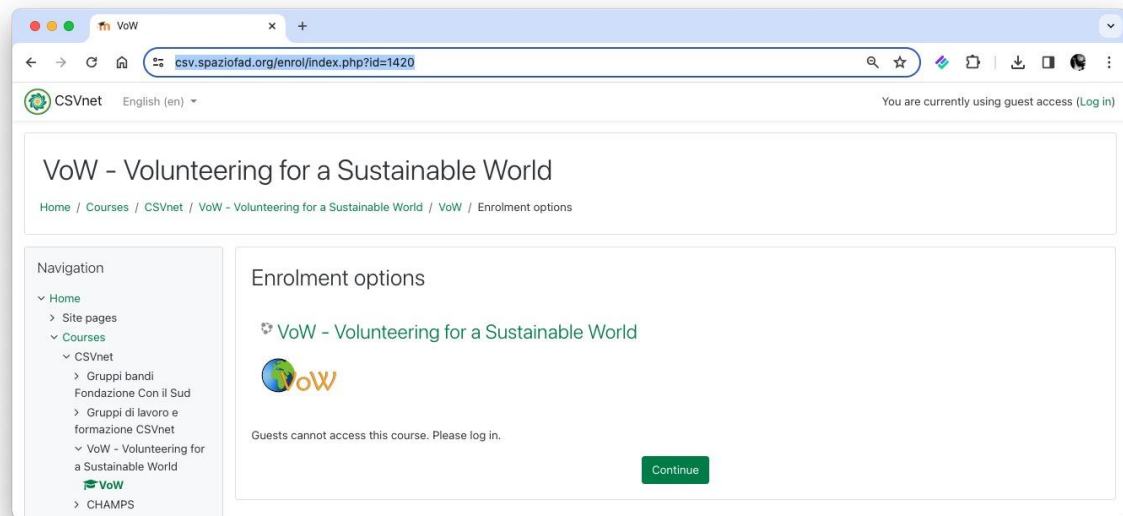 VoW
csv.spaziofad.org/enrol/index.php?id=1420
CSVnet English (en) You are currently using guest access (Log in)
VoW - Volunteering for a Sustainable World
Home / Courses / CSVnet / VoW - Volunteering for a Sustainable World / VoW / Enrolment options
Navigation
Home
Site pages
Courses
CSVnet
Gruppi bandi
Fondazione Con il Sud
Gruppi di lavoro e
formazione CSVnet
VoW - Volunteering for
a Sustainable World
VoW
CHAMPS
Enrolment options
VoW - Volunteering for a Sustainable World
VoW
Guests cannot access this course. Please log in.
Continue